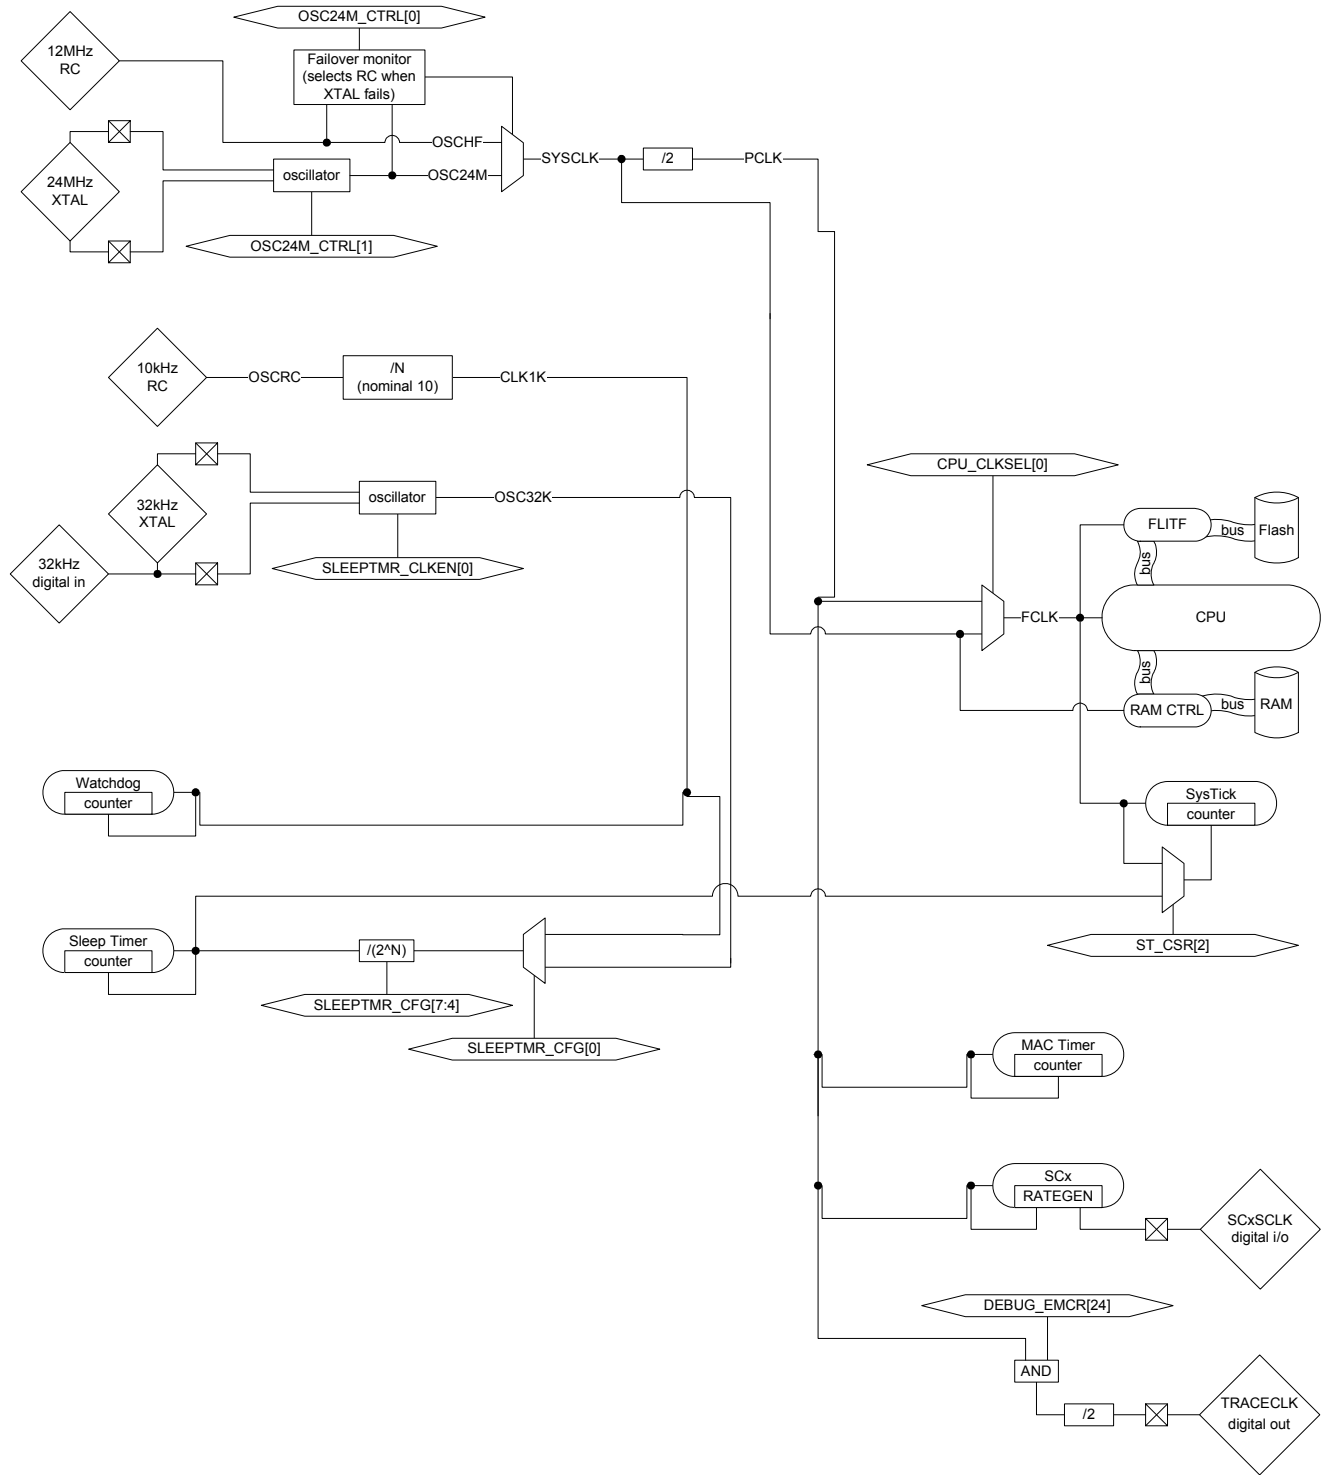 OSC24M_CTRL[0]
12MHz
RC
Failover monitor
(selects RC when
XTAL fails)
OSCHF
SYSCLK
/2
PCLK
24MHz
XTAL
oscillator
OSC24M
OSC24M_CTRL[1]
10kHz
RC
OSCRC
/N
(nominal 10)
CLK1K
CPU_CLKSEL[0]
32kHz
XTAL
oscillator
OSC32K
32kHz
digital in
SLEEPTMR_CLKEN[0]
FLITF
bus
Flash
bus
FCLK
CPU
bus
RAM CTRL
bus
RAM
Watchdog
counter
SysTick
counter
Sleep Timer
counter
/(2^N)
ST_CSR[2]
SLEEPTMR_CFG[7:4]
SLEEPTMR_CFG[0]
MAC Timer
counter
SCx
RATEGEN
SCxSCLK
digital i/o
DEBUG_EMCR[24]
AND
/2
TRACECLK
digital out